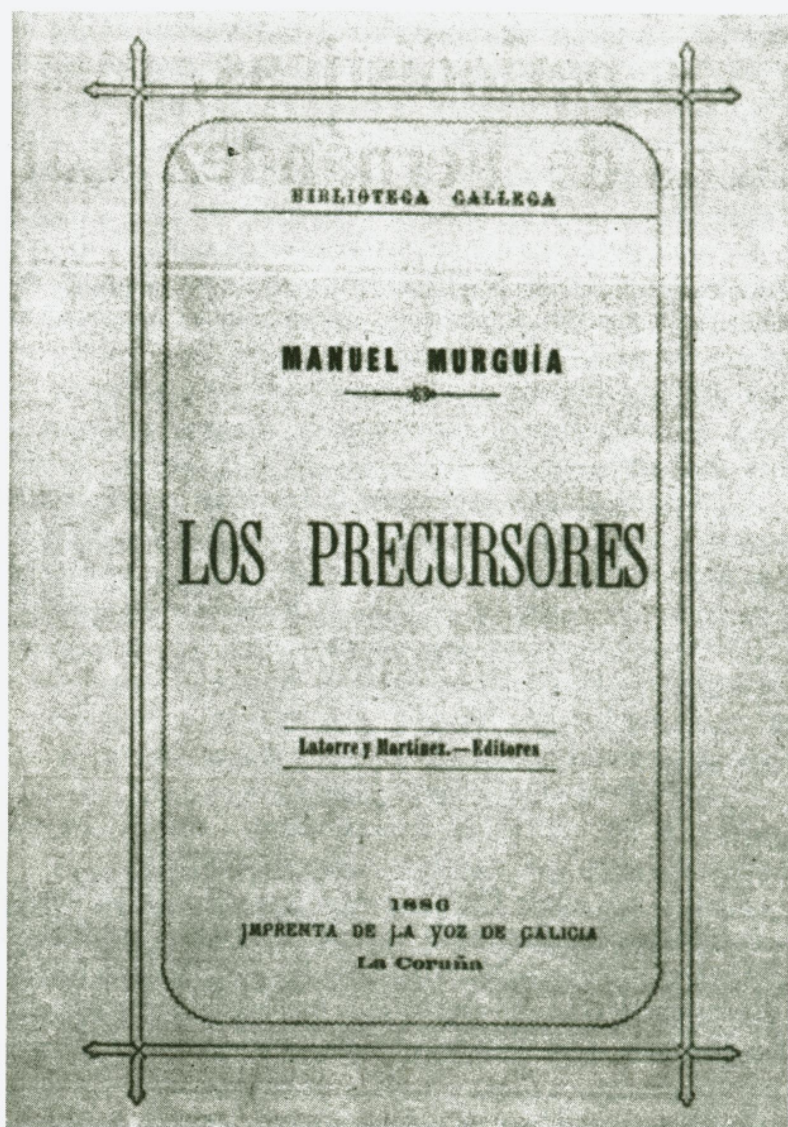 BIBLIOTECA GALLEGA
MANUEL MURGUÍA
LOS PRECURSORES
Latorre y Martínez.—Editores
1886
IMPRENTA DE LA VOZ DE GALICIA
La Coruña